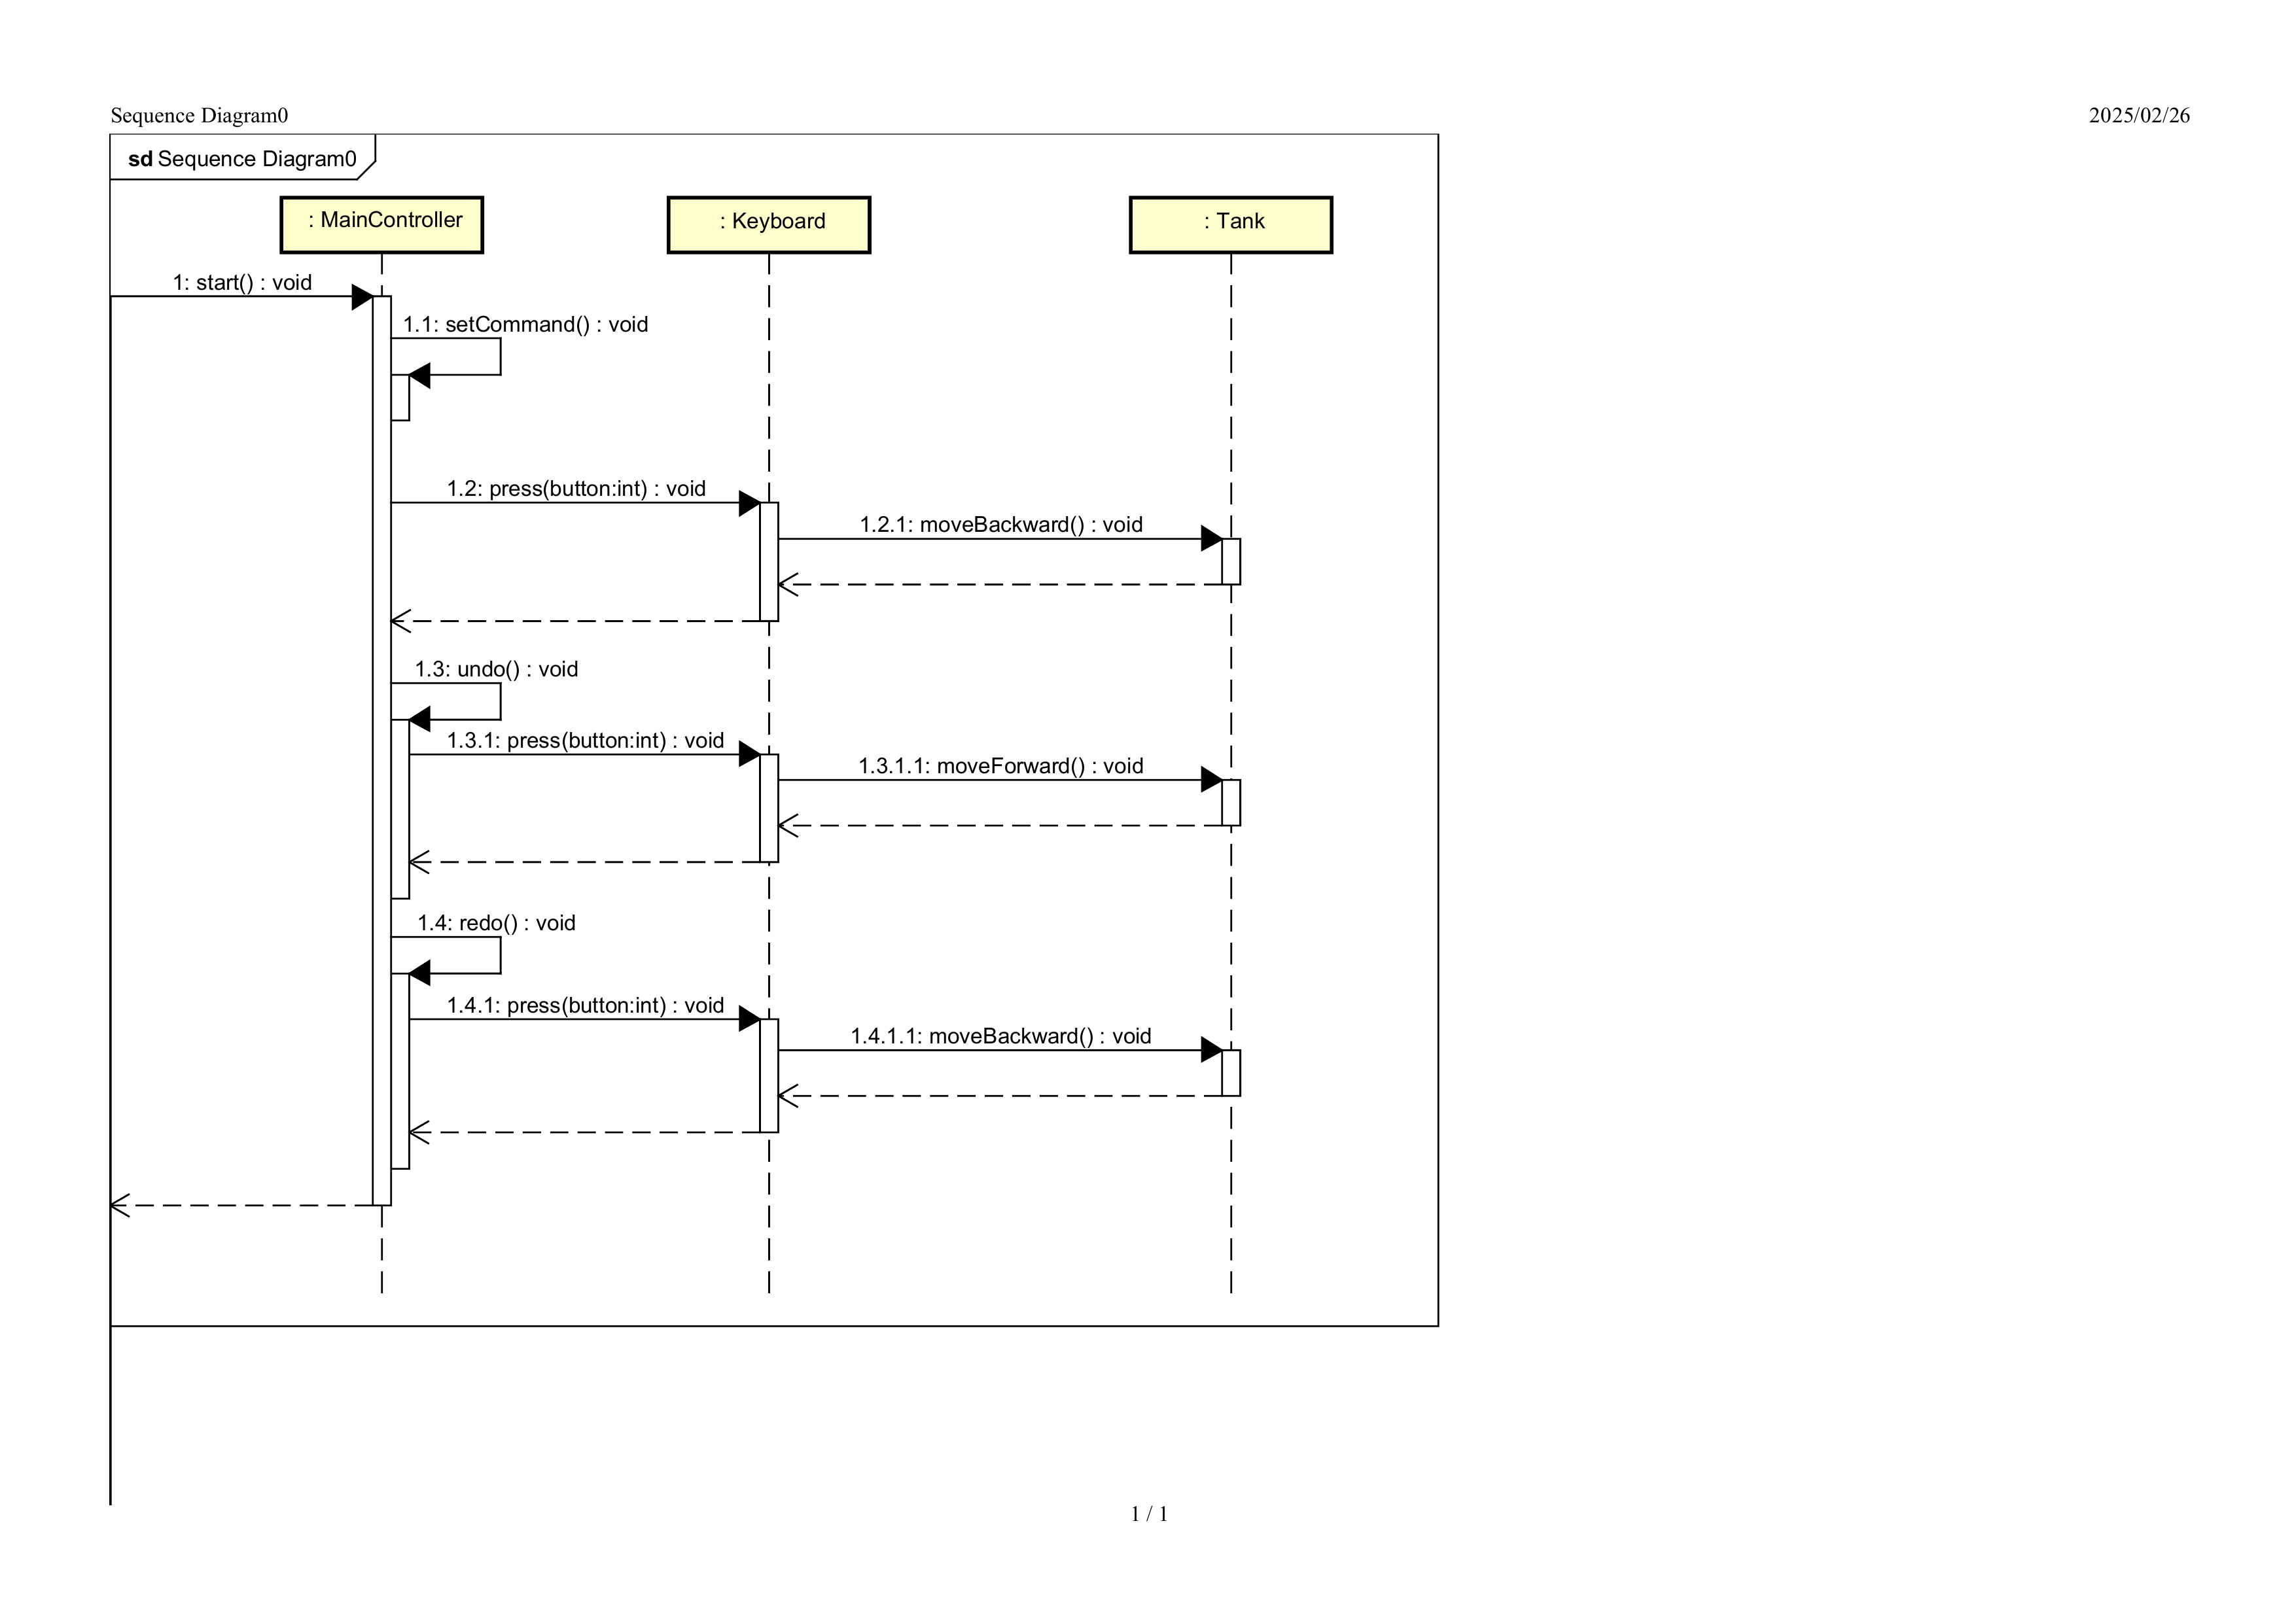 Sequence Diagram0
2025/02/26
sd Sequence Diagram0
: MainController
: Keyboard
: Tank
1: start() : void
1.1: setCommand() : void
1.2: press(button:int) : void
1.2.1: moveBackward() : void
1.3: undo() : void
1.3.1: press(button:int) : void
1.3.1.1: moveForward() : void
1.4: redo() : void
1.4.1: press(button:int) : void
1.4.1.1: moveBackward() : void
1 / 1